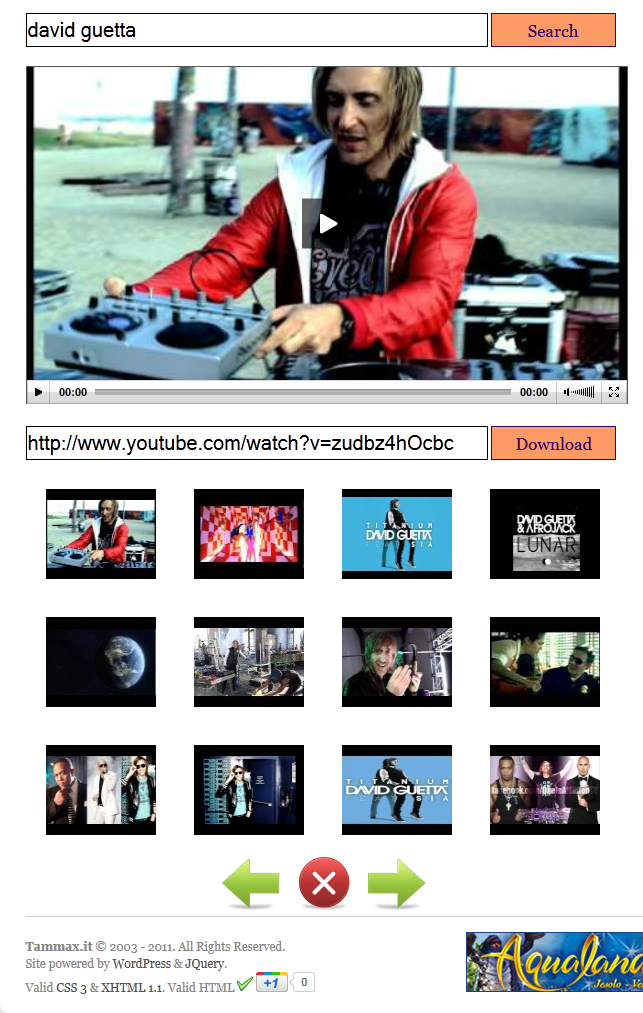 david guetta
Search
00:00
00:00
http://www.youtube.com/watch?v=zudbz4hOcbc
Download
TITANIUM
DAVID GUETTA
SIA
DAVID GUETTA
& AFROJACK
LUNAR
TITANIUM
DAVID GUETTA
SIA
Tammax.it © 2003 - 2011. All Rights Reserved.
Site powered by WordPress & JQuery.
Valid CSS 3 & XHTML 1.1. Valid HTML +1 0
Aqualand
Jesolo - Ve